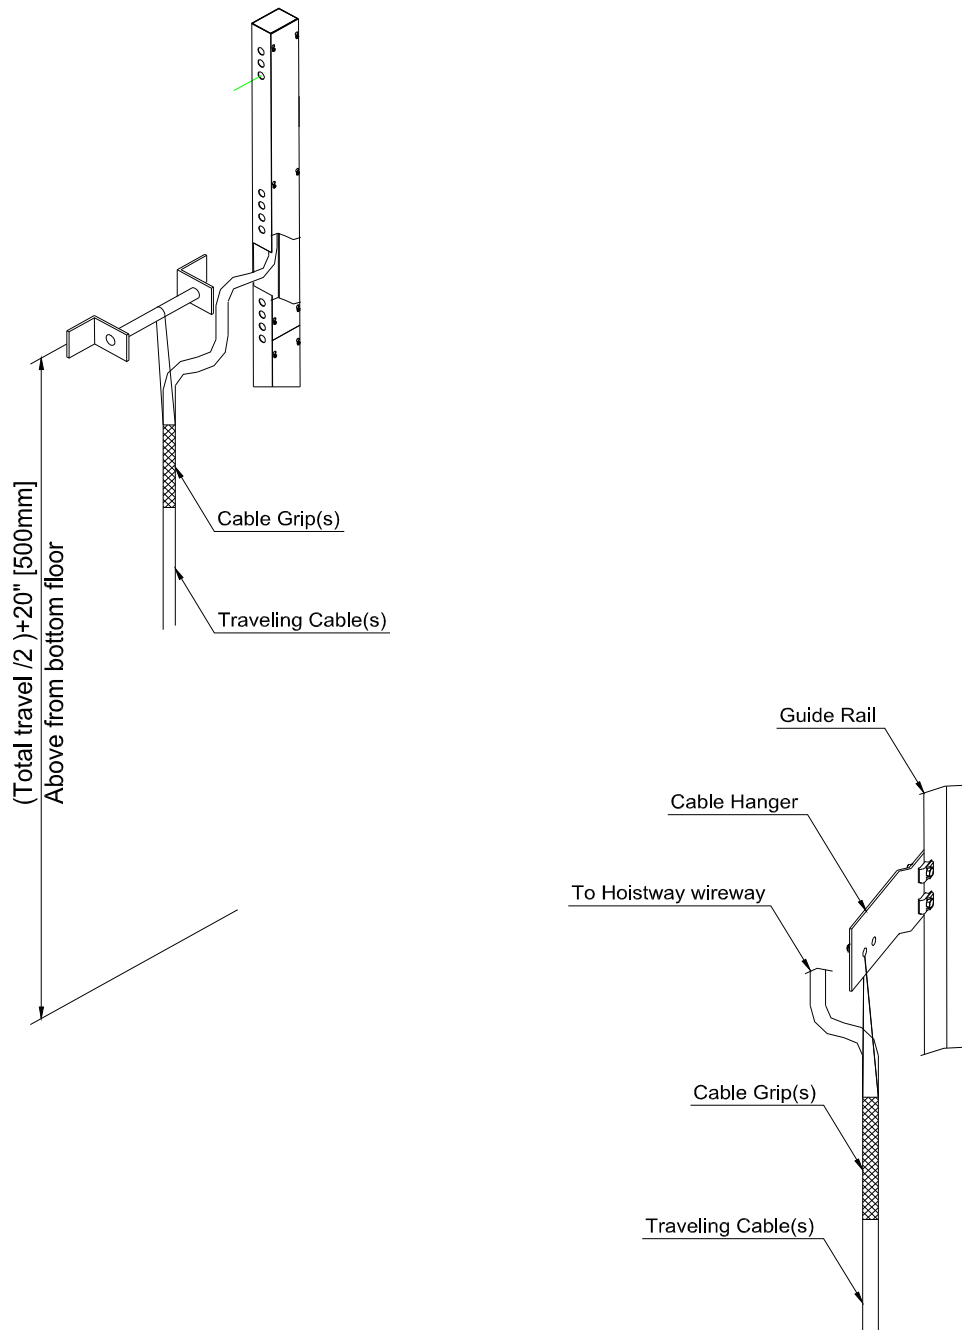 Cable Grip(s)
Traveling Cable(s)
(Total travel /2 )+20" [500mm]
Above from bottom floor
Guide Rail
Cable Hanger
To Hoistway wireway
Cable Grip(s)
Traveling Cable(s)